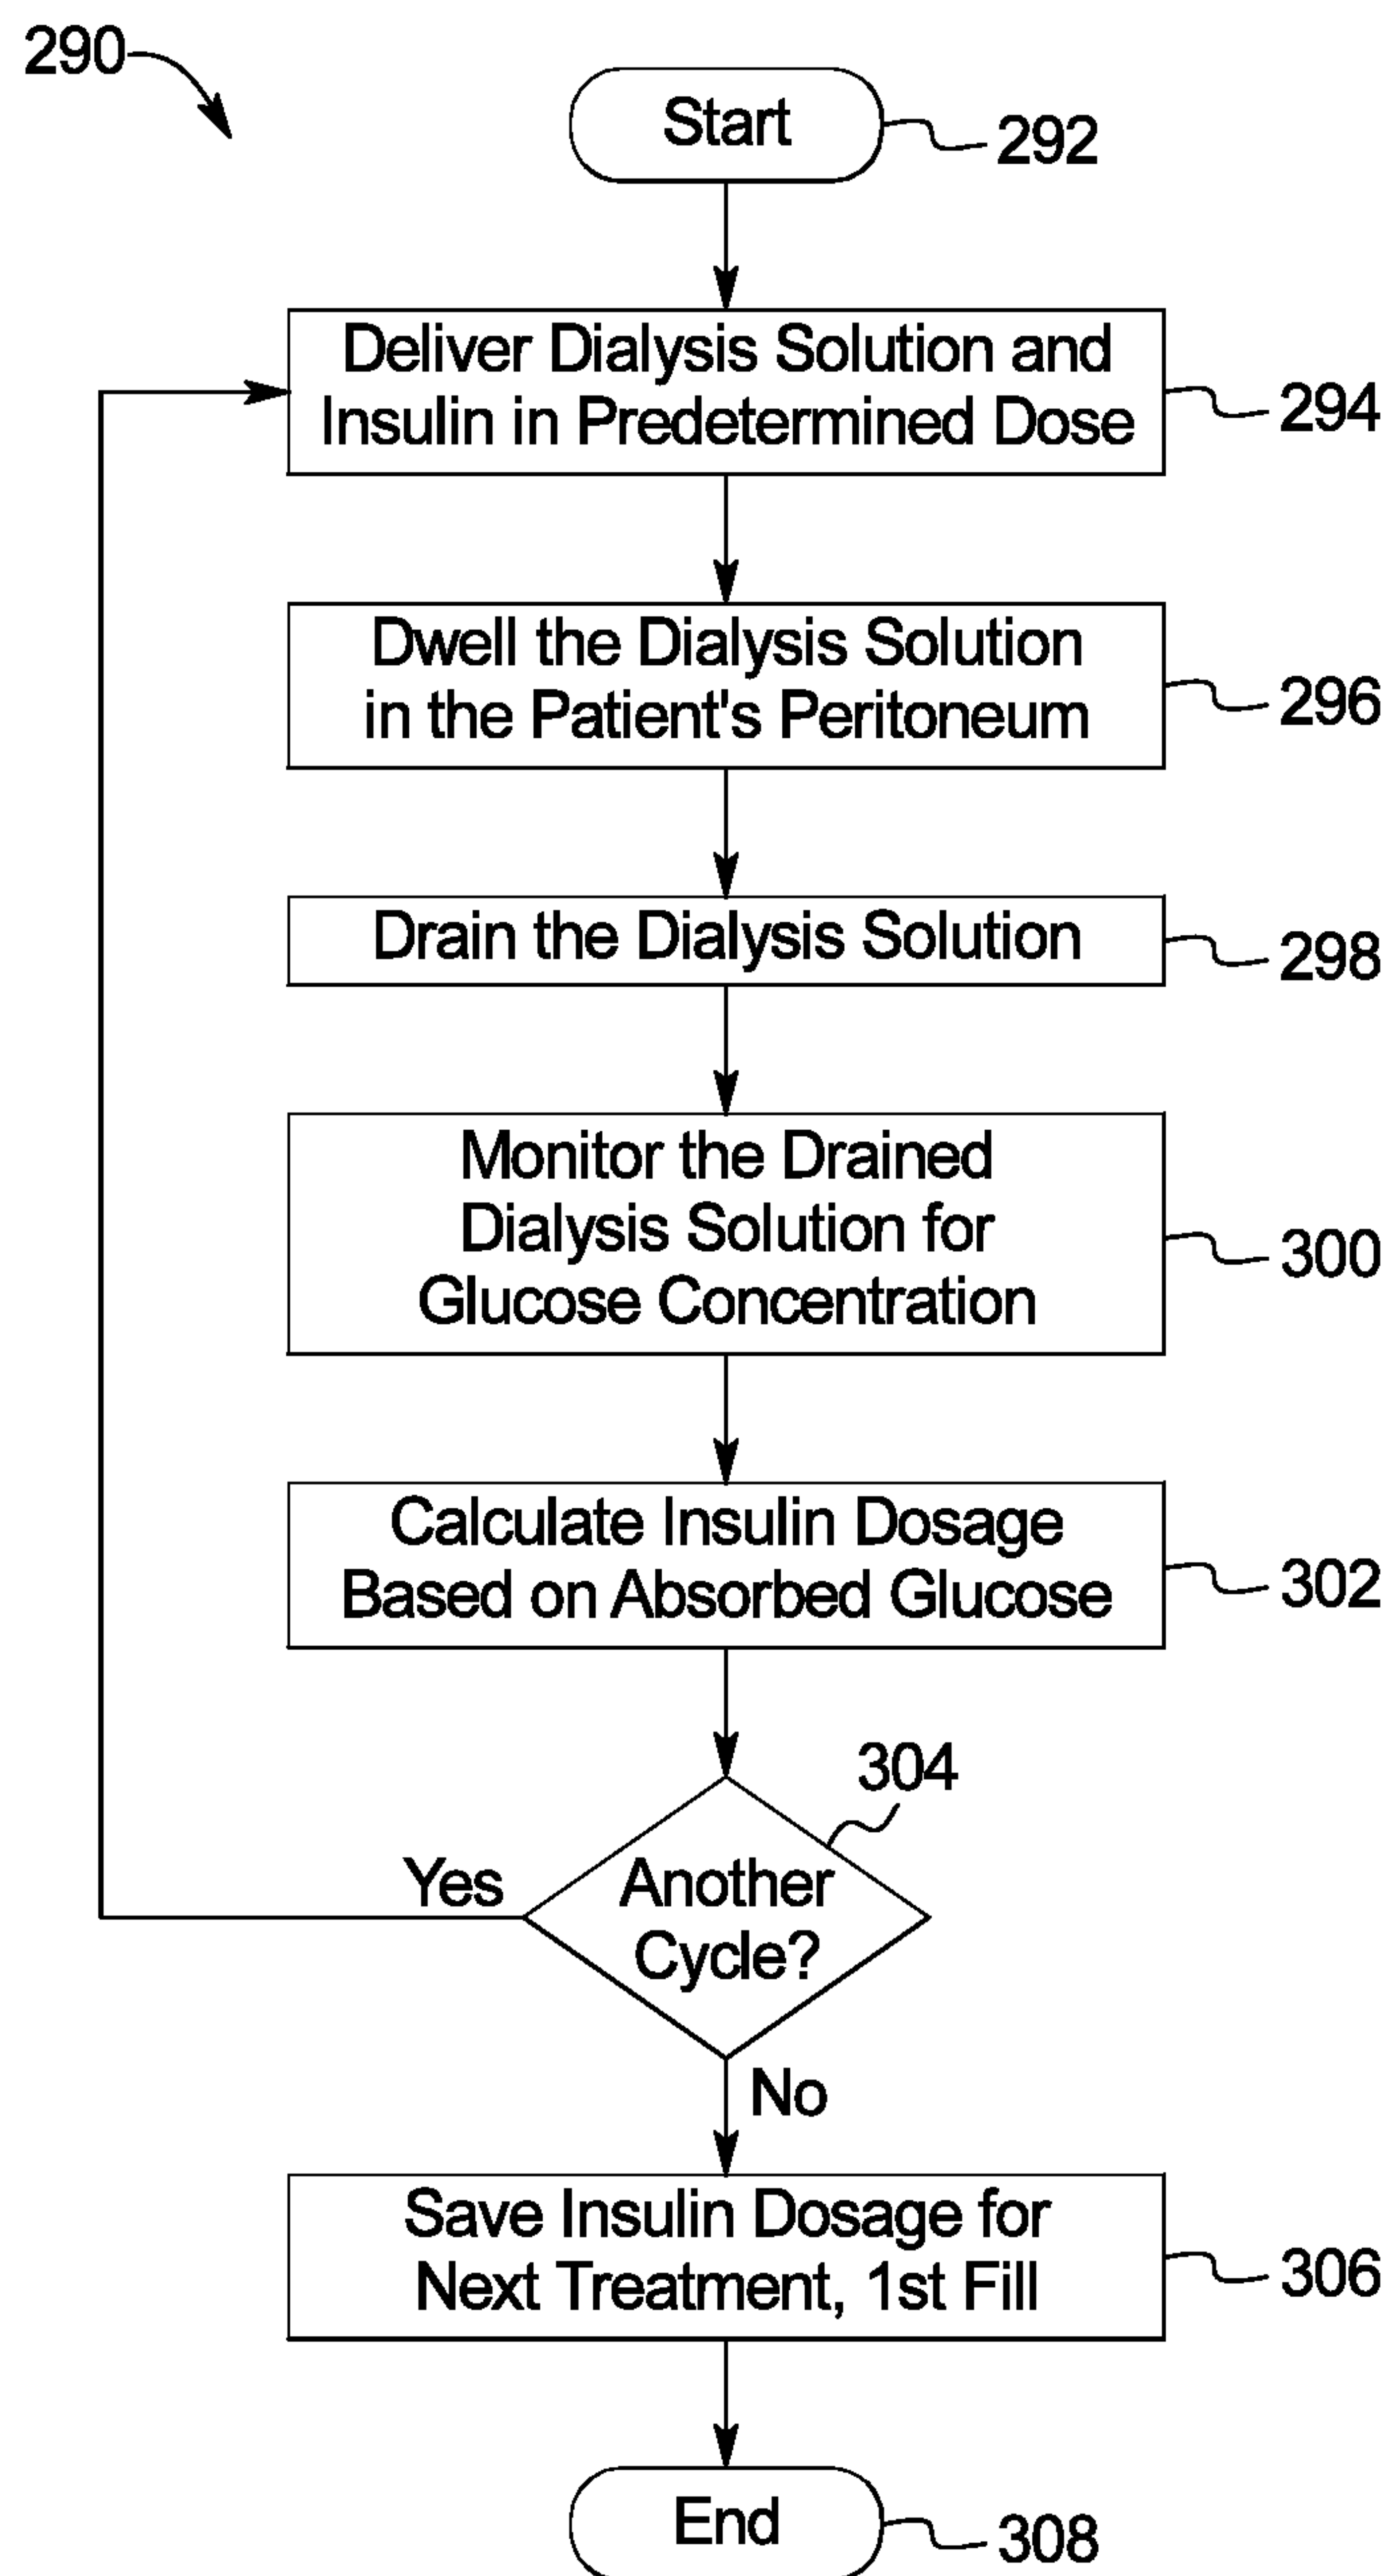 290
Start
292
Deliver Dialysis Solution and
Insulin in Predetermined Dose
294
Dwell the Dialysis Solution
in the Patient's Peritoneum
296
Drain the Dialysis Solution
298
Monitor the Drained
Dialysis Solution for
Glucose Concentration
300
Calculate Insulin Dosage
Based on Absorbed Glucose
302
304
Yes
Another
Cycle?
No
Save Insulin Dosage for
Next Treatment, 1st Fill
306
End
308